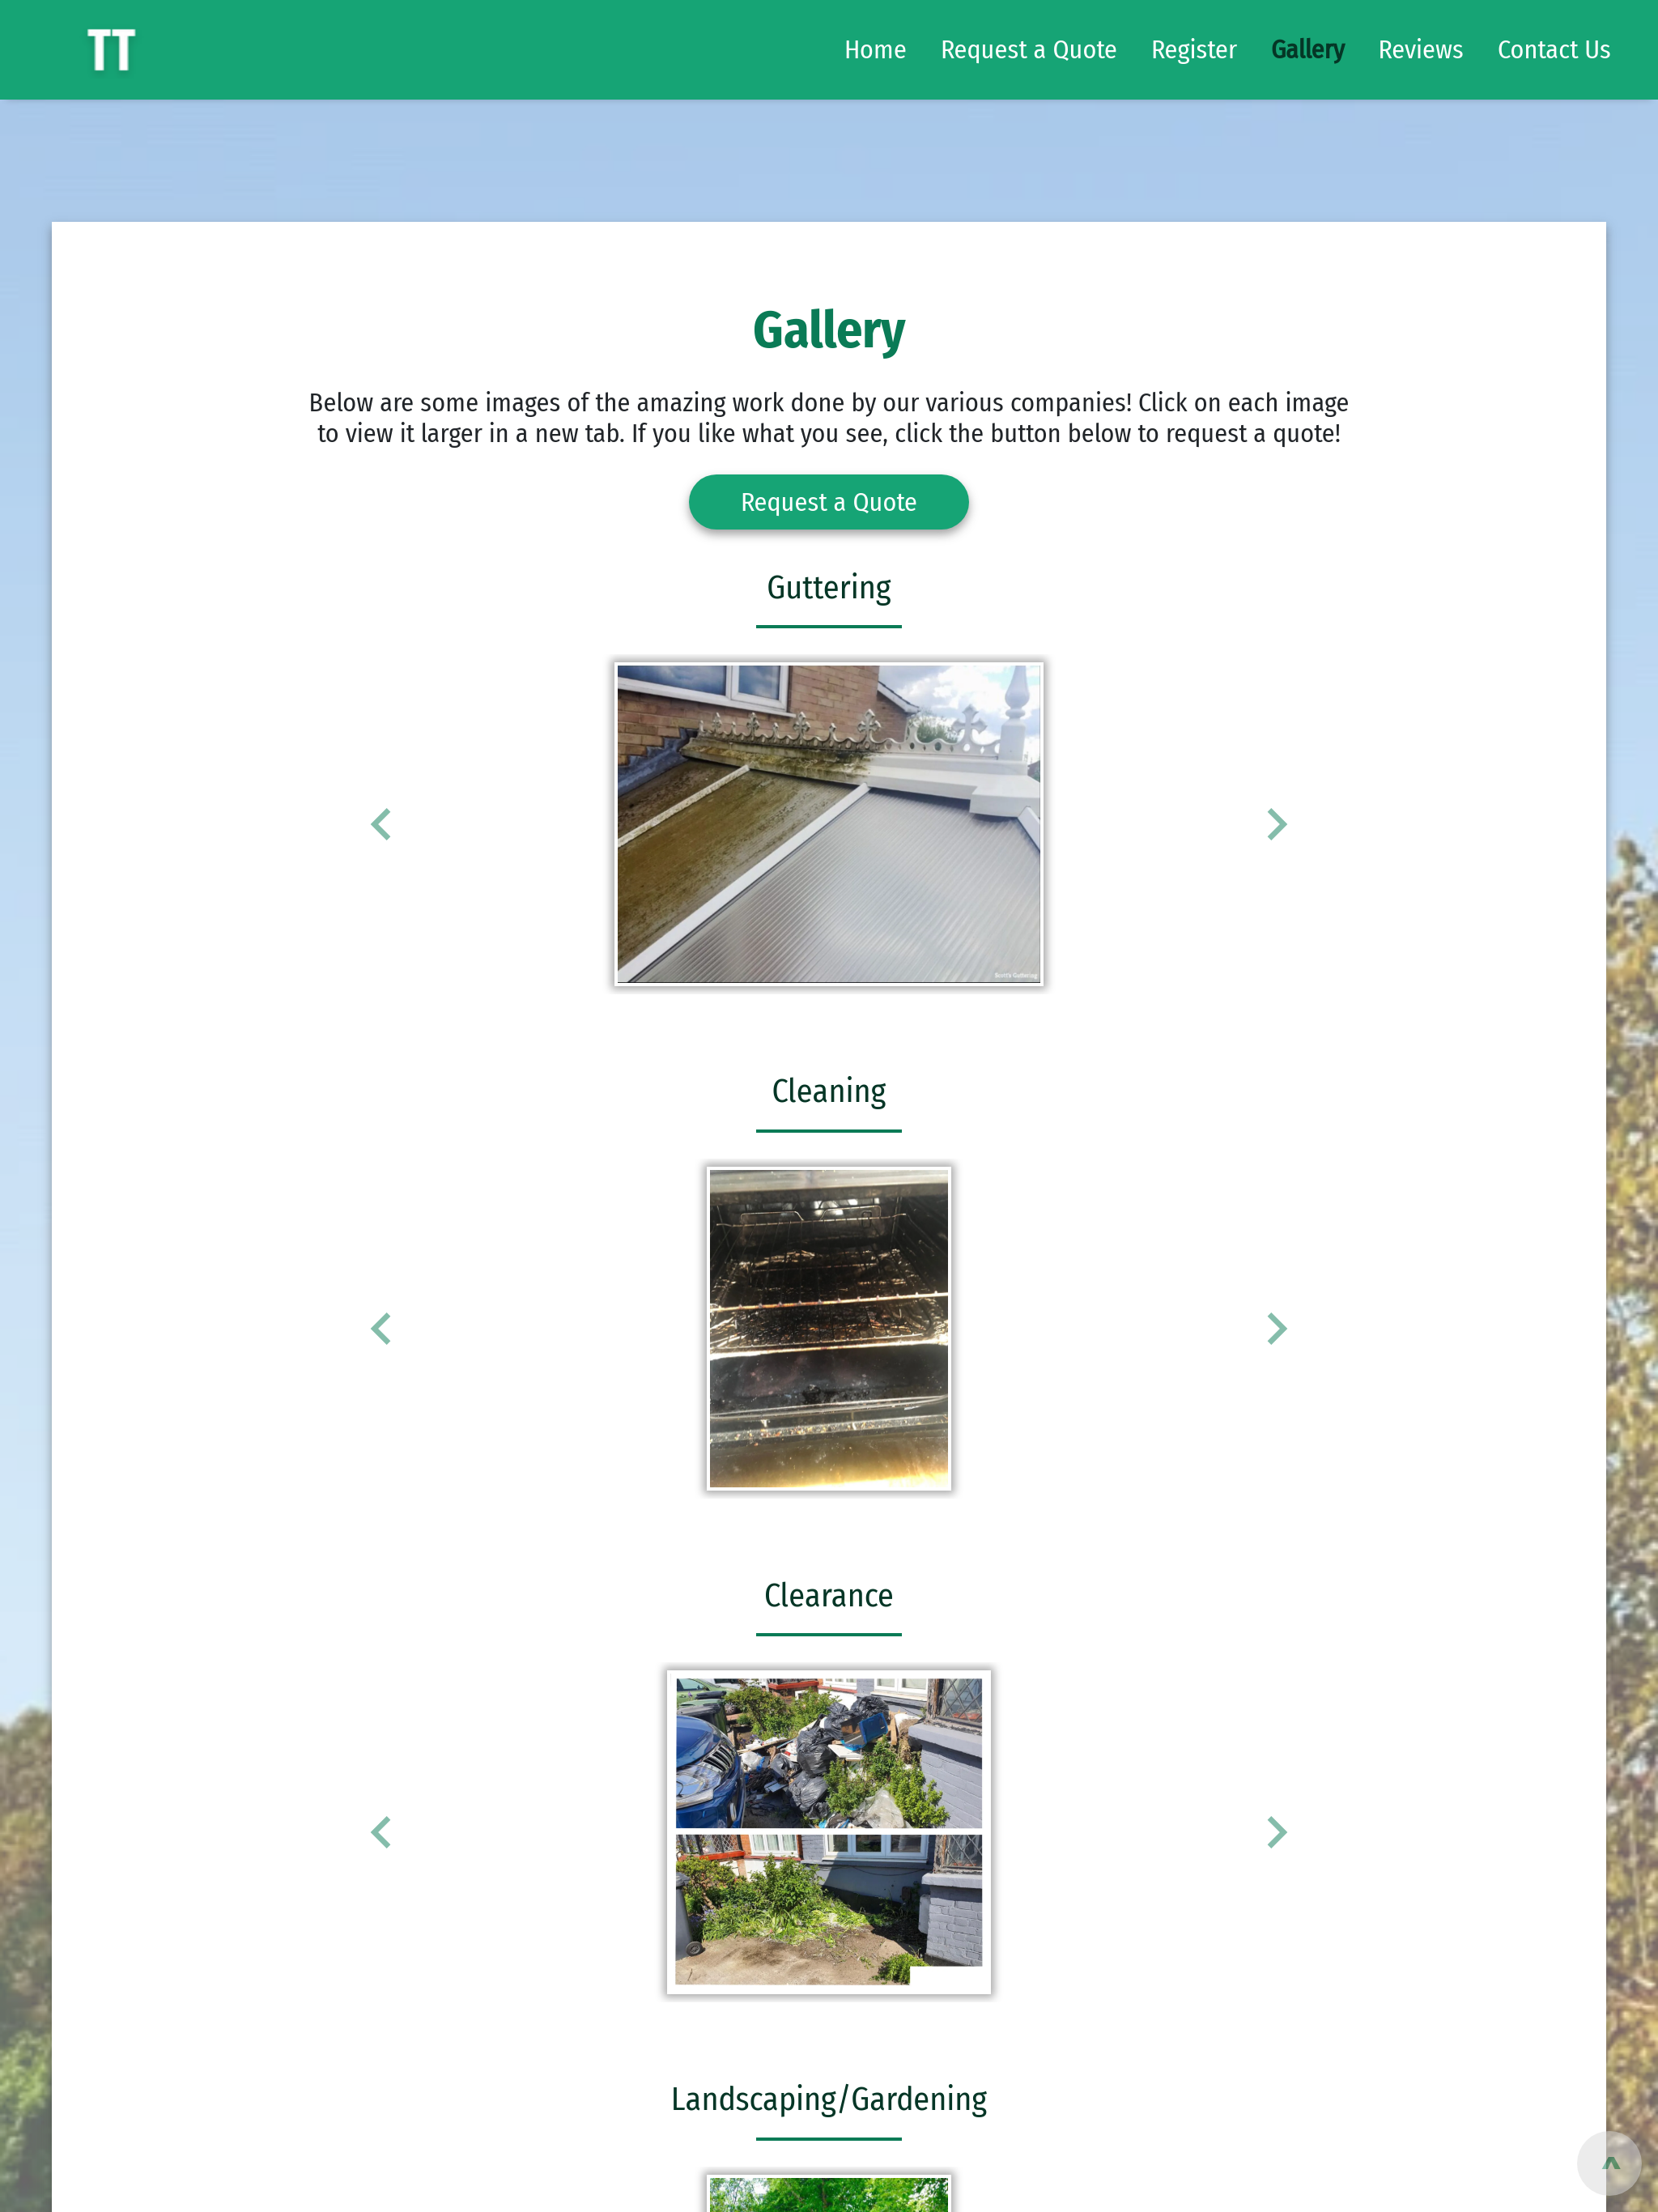 TT
Home Request a Quote Register Gallery Reviews Contact Us
Gallery
Below are some images of the amazing work done by our various companies! Click on each image
to view it larger in a new tab. If you like what you see, click the button below to request a quote!
Request a Quote
Guttering
Cleaning
Clearance
Landscaping/Gardening